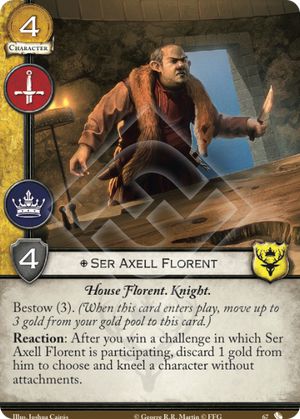 4
Character
4
Ser Axell Florent
House Florent. Knight.
Bestow (3). (When this card enters play, move up to
3 gold from your gold pool to this card.)
Reaction: After you win a challenge in which Ser
Axell Florent is participating, discard 1 gold from
him to choose and kneel a character without
attachments.
Illus. Joshua Cairós
© George R.R. Martin © FFG
67